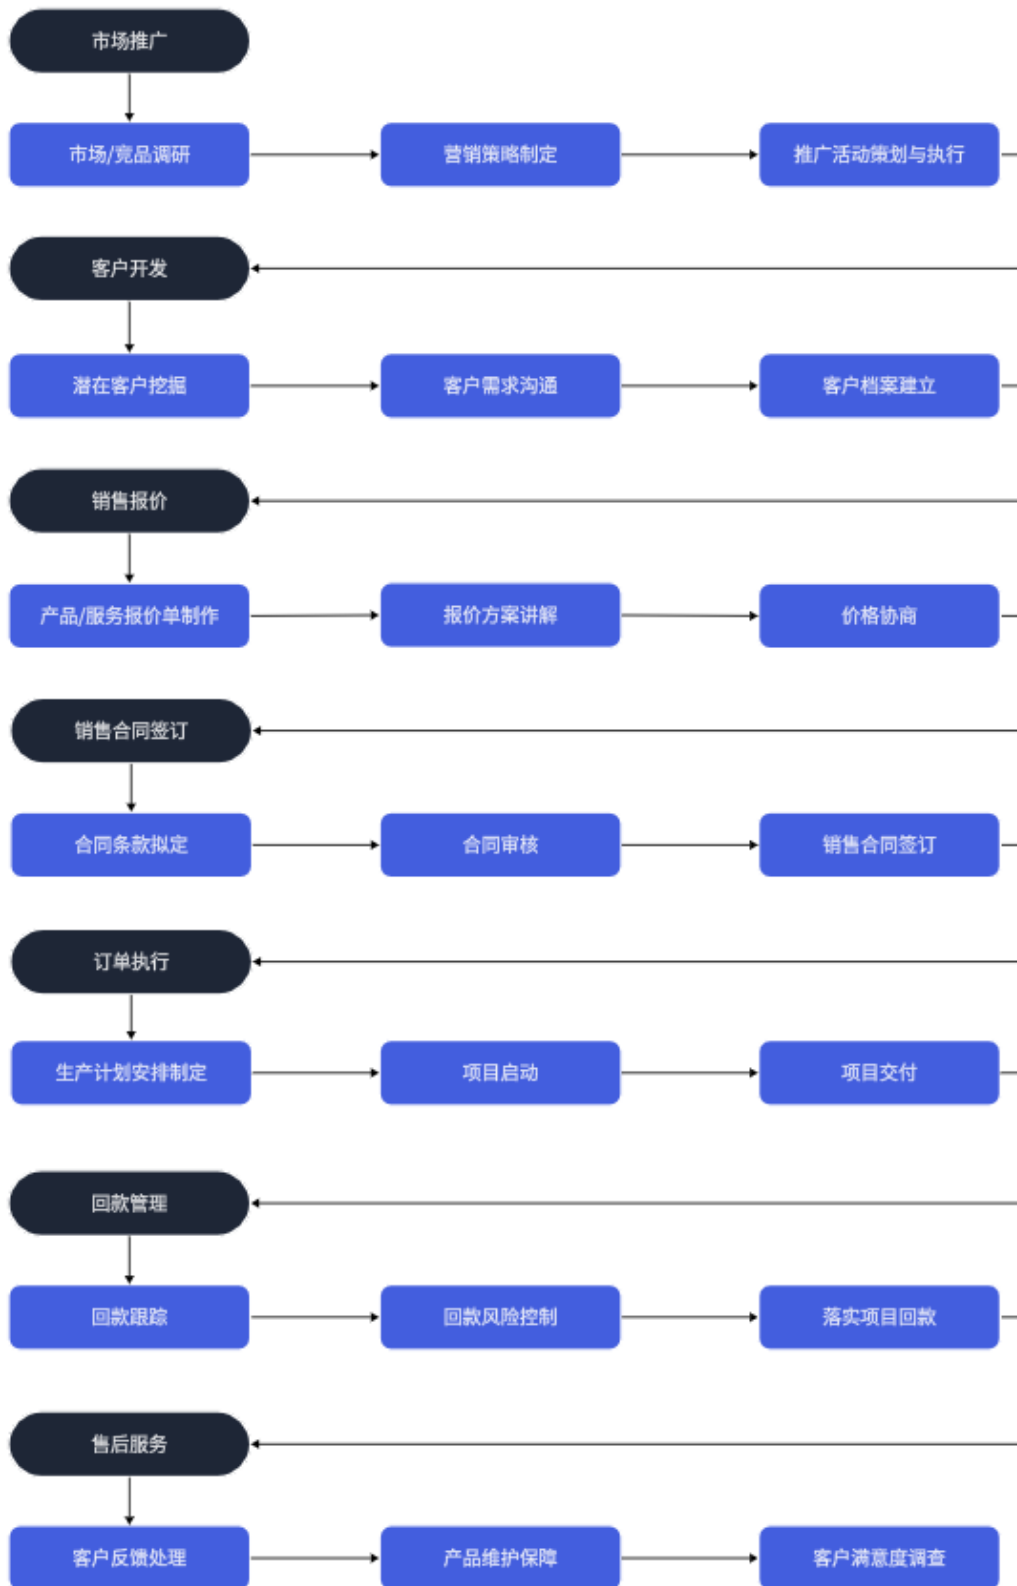 市场推广
市场/竞品调研
营销策略制定
推广活动策划与执行
客户开发
潜在客户挖掘
客户需求沟通
客户档案建立
销售报价
产品/服务报价单制作
报价方案讲解
价格协商
销售合同签订
合同条款拟定
合同审核
销售合同签订
订单执行
生产计划安排制定
项目启动
项目交付
回款管理
回款跟踪
回款风险控制
落实项目回款
售后服务
客户反馈处理
产品维护保障
客户满意度调查